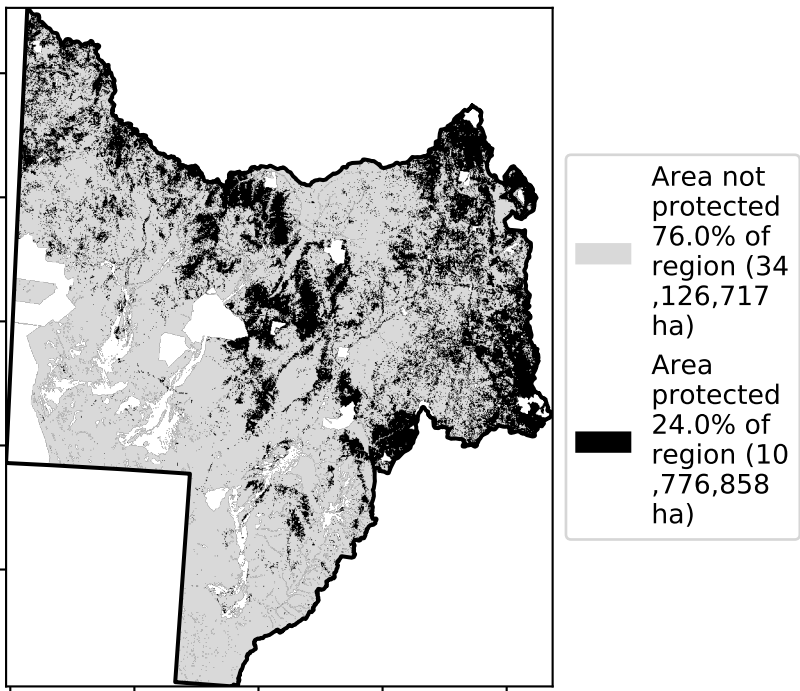 Area not
protected
76.0% of
region (34
,126,717
ha)
Area
protected
24.0% of
region (10
,776,858
ha)